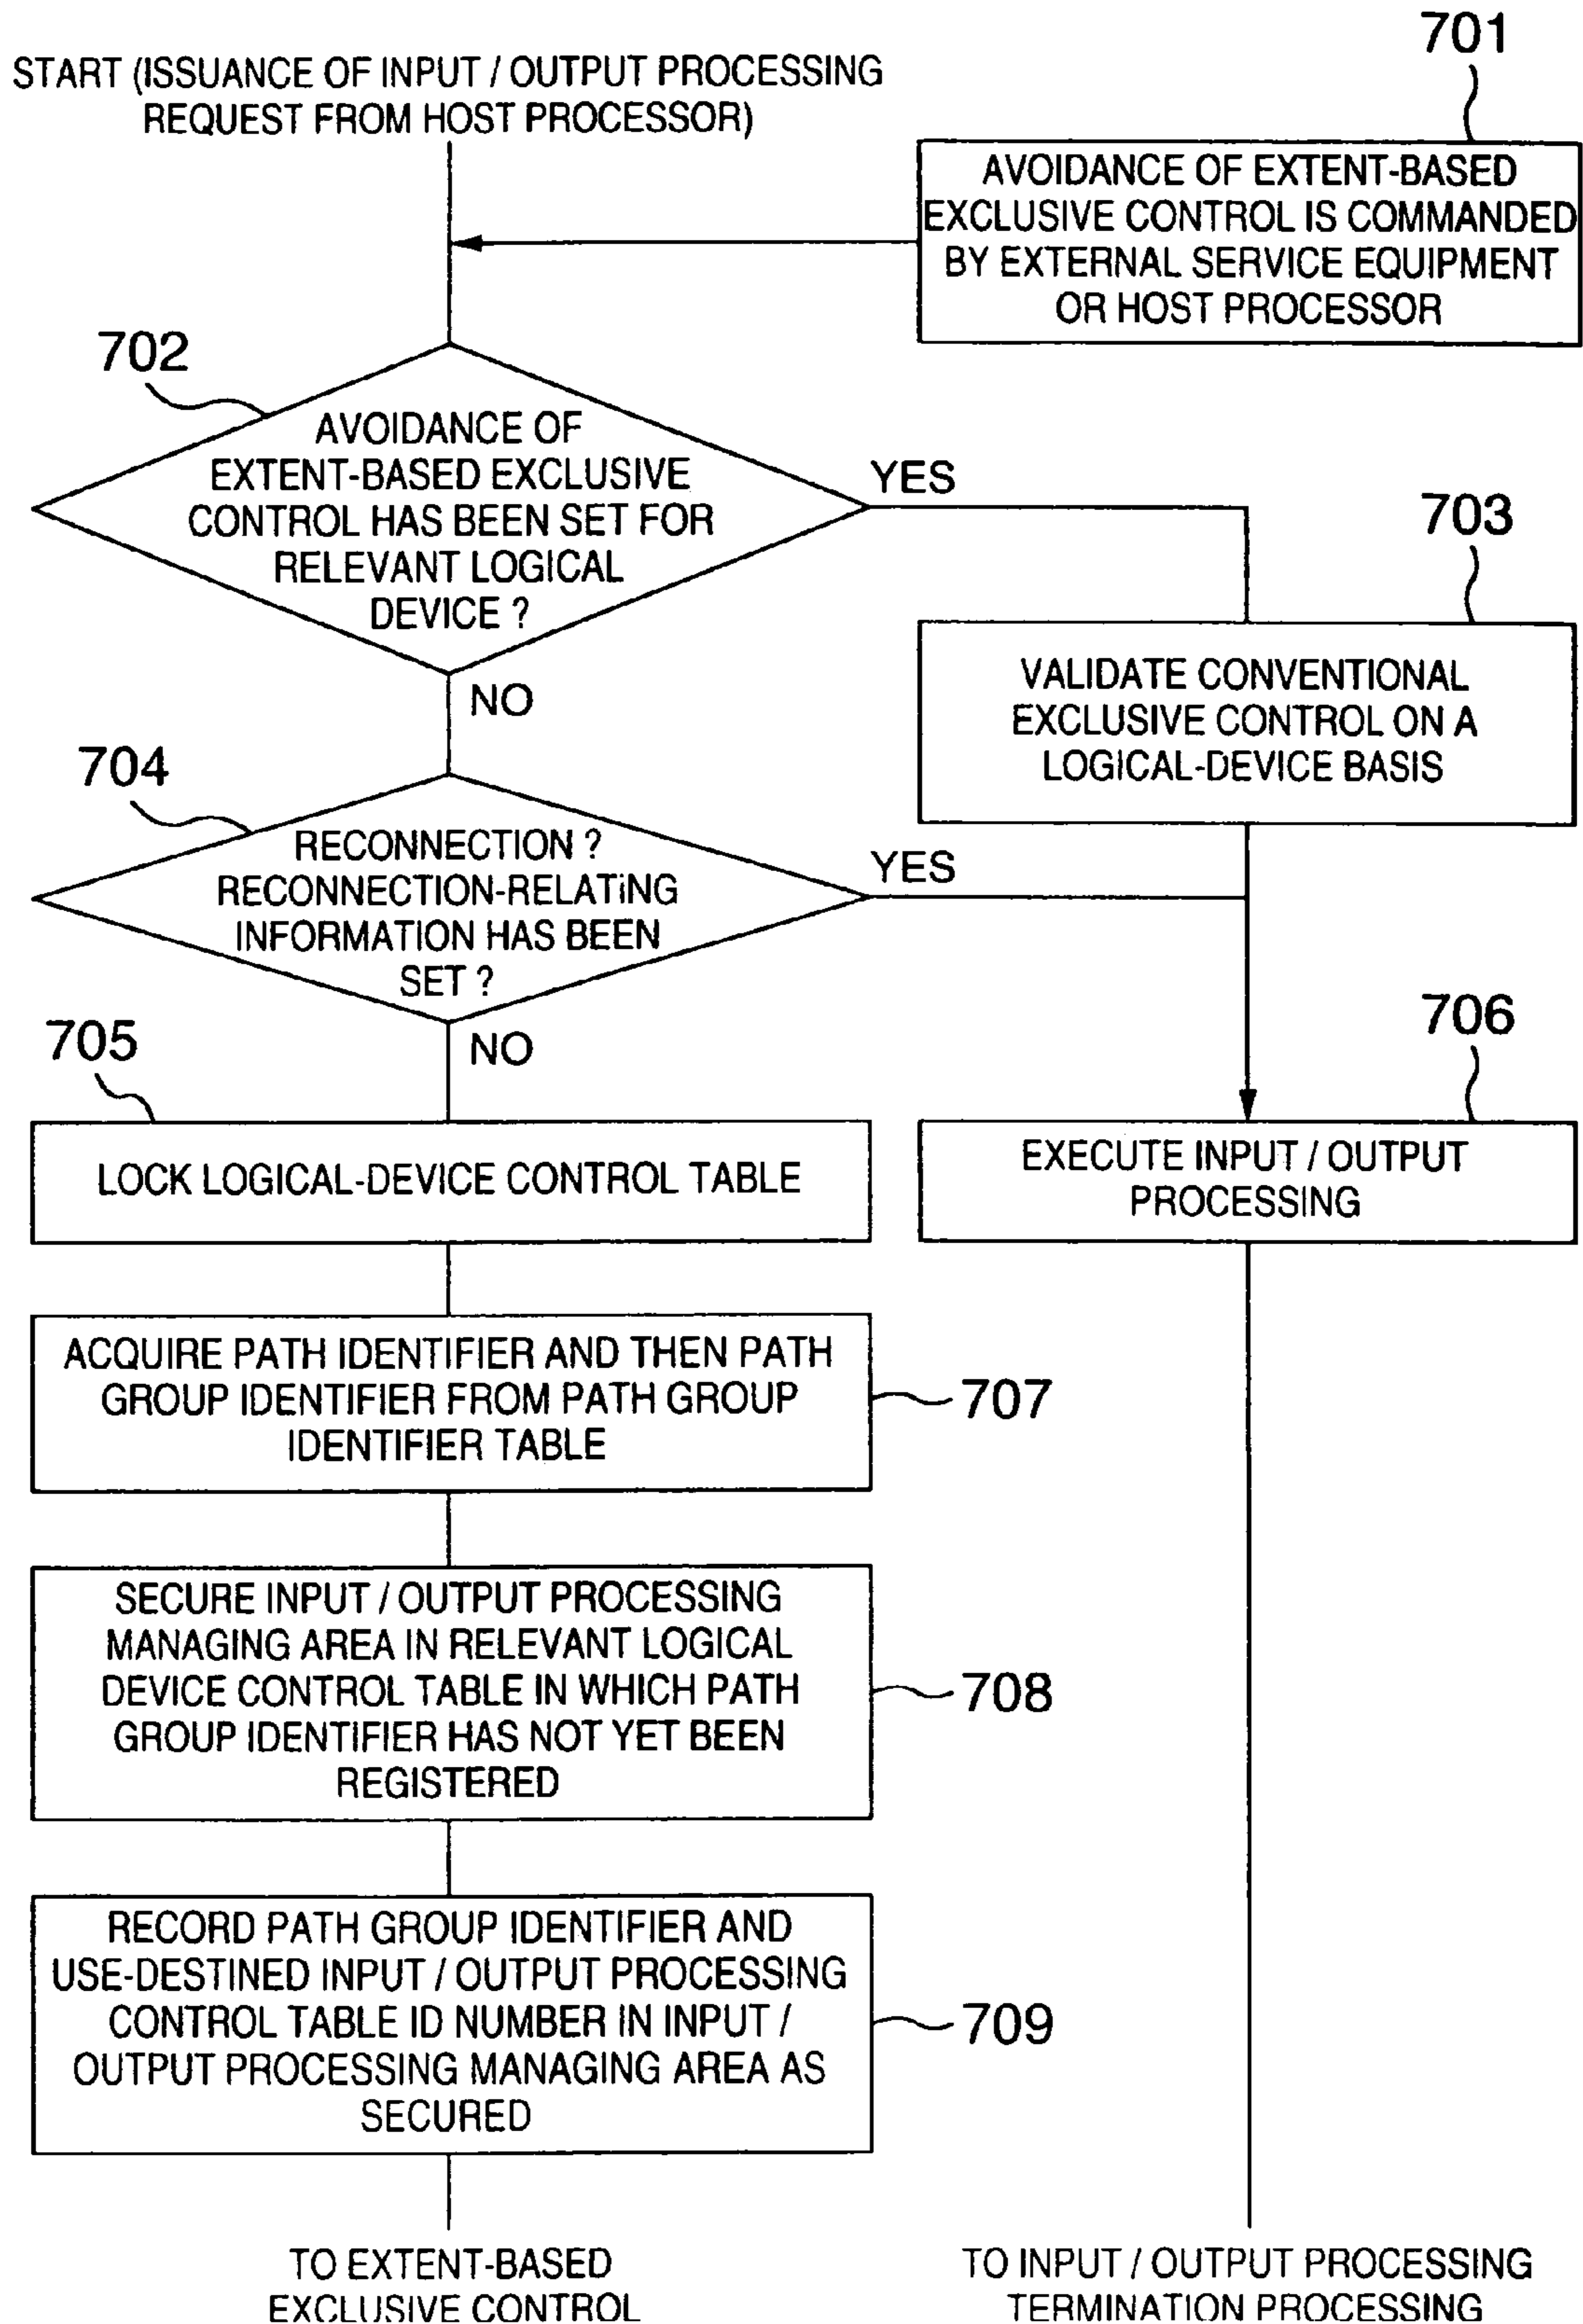 701
START (ISSUANCE OF INPUT / OUTPUT PROCESSING
REQUEST FROM HOST PROCESSOR)
AVOIDANCE OF EXTENT-BASED
EXCLUSIVE CONTROL IS COMMANDED
BY EXTERNAL SERVICE EQUIPMENT
OR HOST PROCESSOR
702
AVOIDANCE OF
EXTENT-BASED EXCLUSIVE
CONTROL HAS BEEN SET FOR
RELEVANT LOGICAL
DEVICE ?
YES
NO
703
VALIDATE CONVENTIONAL
EXCLUSIVE CONTROL ON A
LOGICAL-DEVICE BASIS
704
RECONNECTION ?
RECONNECTION-RELATiNG
INFORMATION HAS BEEN
SET ?
YES
NO
705
LOCK LOGICAL-DEVICE CONTROL TABLE
706
EXECUTE INPUT / OUTPUT
PROCESSING
ACQUIRE PATH IDENTIFIER AND THEN PATH
GROUP IDENTIFIER FROM PATH GROUP
IDENTIFIER TABLE
707
SECURE INPUT / OUTPUT PROCESSING
MANAGING AREA IN RELEVANT LOGICAL
DEVICE CONTROL TABLE IN WHICH PATH
GROUP IDENTIFIER HAS NOT YET BEEN
REGISTERED
708
RECORD PATH GROUP IDENTIFIER AND
USE-DESTINED INPUT / OUTPUT PROCESSING
CONTROL TABLE ID NUMBER IN INPUT /
OUTPUT PROCESSING MANAGING AREA AS
SECURED
709
TO EXTENT-BASED
EXCLUSIVE CONTROL
TO INPUT / OUTPUT PROCESSING
TERMINATION PROCESSING